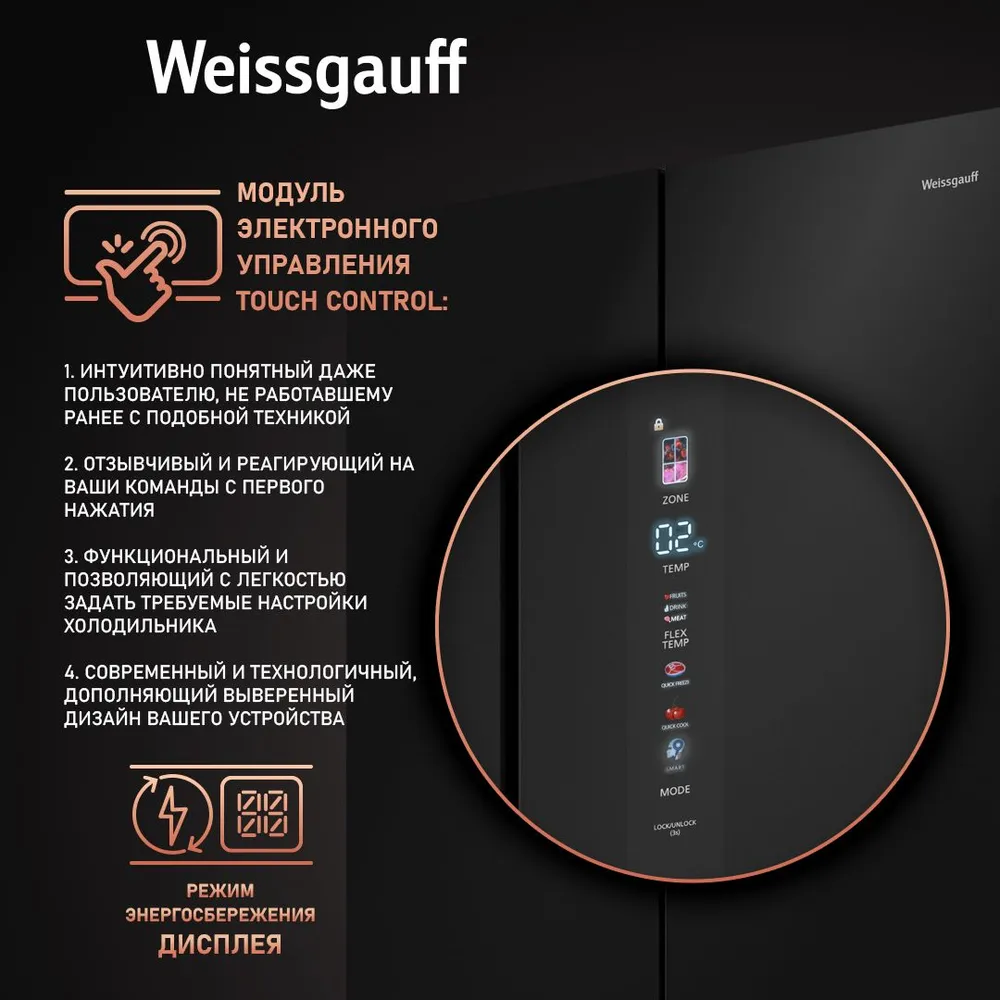 Weissgauff
МОДУЛЬ
ЭЛЕКТРОННОГО
УПРАВЛЕНИЯ
TOUCH CONTROL:
1. ИНТУИТИВНО ПОНЯТНЫЙ ДАЖЕ
ПОЛЬЗОВАТЕЛЮ, НЕ РАБОТАВШЕМУ
РАНЕЕ С ПОДОБНОЙ ТЕХНИКОЙ
2. ОТЗЫВЧИВЫЙ И РЕАГИРУЮЩИЙ НА
ВАШИ КОМАНДЫ С ПЕРВОГО
НАЖАТИЯ
3. ФУНКЦИОНАЛЬНЫЙ И
ПОЗВОЛЯЮЩИЙ С ЛЕГКОСТЬЮ
ЗАДАТЬ ТРЕБУЕМЫЕ НАСТРОЙКИ
ХОЛОДИЛЬНИКА
4. СОВРЕМЕННЫЙ И ТЕХНОЛОГИЧНЫЙ,
ДОПОЛНЯЮЩИЙ ВЫВЕРЕННЫЙ
ДИЗАЙН ВАШЕГО УСТРОЙСТВА
РЕЖИМ
ЭНЕРГОСБЕРЕЖЕНИЯ
ДИСПЛЕЯ
Weissgauff
ZONE
02 °C
TEMP
FRUITS
DRINK
MEAT
FLEX
TEMP
QUICK FREEZE
QUICK COOL
SMART
MODE
LOCK/UNLOCK
(3s)